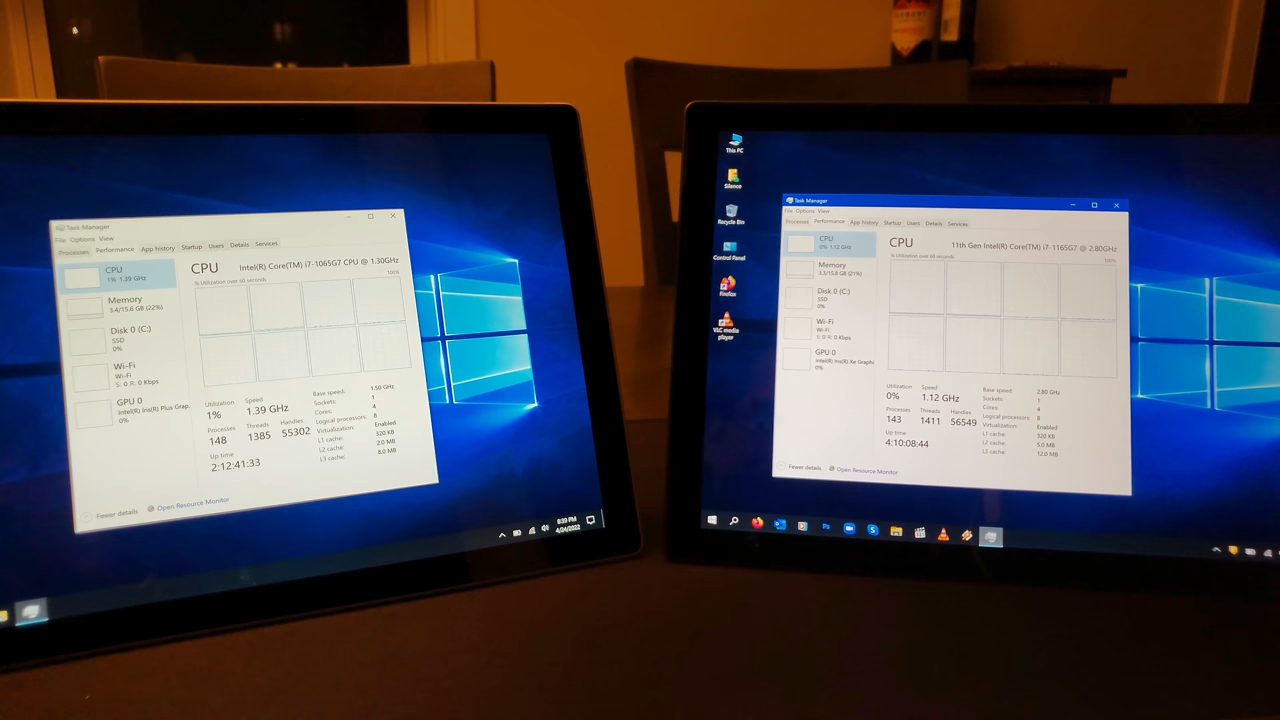 Task Manager
File Options View
Processes Performance App history Startup Users Details Services
CPU
1% 1.39 GHz
Memory
3.4/15.6 GB (22%)
Disk 0 (C:)
SSD
0%
Wi-Fi
Wi-Fi
S: 0 R: 0 Kbps
GPU 0
Intel(R) Iris(R) Plus Grap...
0%
CPU Intel(R) Core(TM) i7-1065G7 CPU @ 1.30GHz
% Utilization over 60 seconds 100%
Utilization Speed
1% 1.39 GHz
Processes Threads Handles
148 1385 55302
Up time
2:12:41:33
Base speed: 1.50 GHz
Sockets: 1
Cores: 4
Logical processors: 8
Virtualization: Enabled
L1 cache: 320 KB
L2 cache: 2.0 MB
L3 cache: 8.0 MB
Fewer details Open Resource Monitor
8:39 PM
4/24/2022
This PC
Silence
Recycle Bin
Control Panel
Firefox
VLC media
player
Task Manager
File Options View
Processes Performance App history Startup Users Details Services
CPU
0% 1.12 GHz
Memory
3.3/15.8 GB (21%)
Disk 0 (C:)
SSD
0%
Wi-Fi
Wi-Fi
S: 0 R: 0 Kbps
GPU 0
Intel(R) Iris(R) Xe Graphi
0%
CPU 11th Gen Intel(R) Core(TM) i7-1165G7 @ 2.80GHz
% Utilization over 60 seconds 100%
Utilization Speed
0% 1.12 GHz
Processes Threads Handles
143 1411 56549
Up time
4:10:08:44
Base speed: 2.80 GHz
Sockets: 1
Cores: 4
Logical processors: 8
Virtualization: Enabled
L1 cache: 320 KB
L2 cache: 5.0 MB
L3 cache: 12.0 MB
Fewer details Open Resource Monitor
Ps